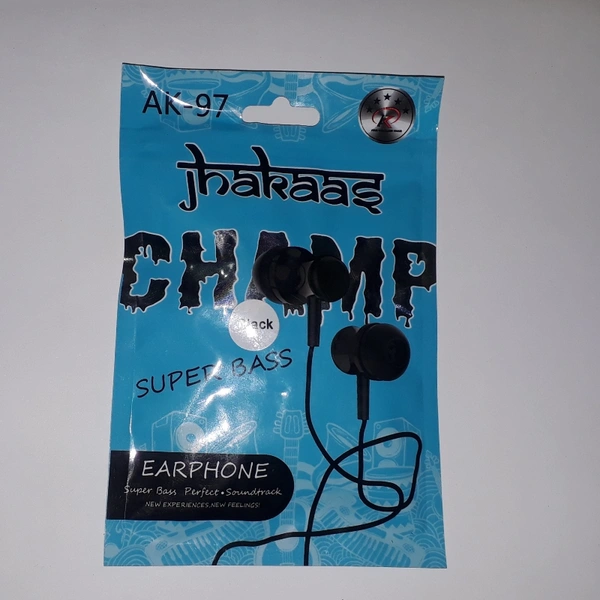 AK-97
jhakaas
CHAMP
Black
SUPER BASS
EARPHONE
Super Bass Perfect•Soundtrack
NEW EXPERIENCES,NEW FEELINGS!